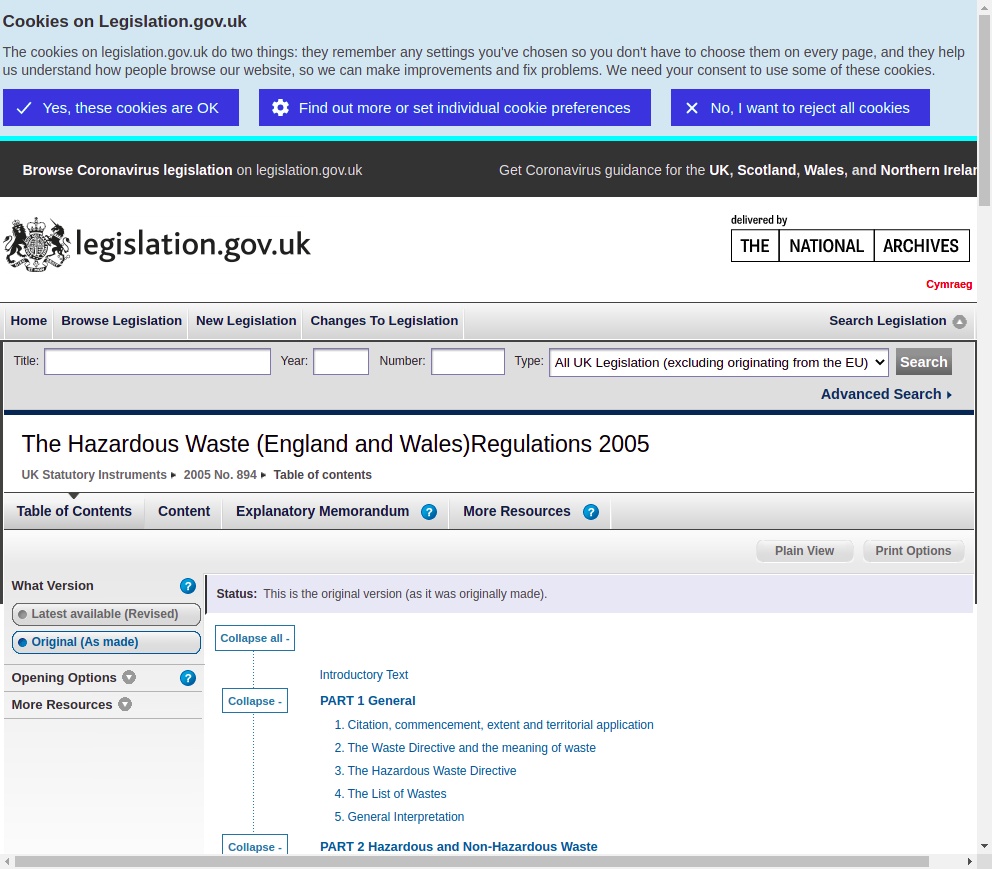 Cookies on Legislation.gov.uk
The cookies on legislation.gov.uk do two things: they remember any settings you've chosen so you don't have to choose them on every page, and they help
us understand how people browse our website, so we can make improvements and fix problems. We need your consent to use some of these cookies.
Yes, these cookies are OK
Find out more or set individual cookie preferences
No, I want to reject all cookies
Browse Coronavirus legislation on legislation.gov.uk
Get Coronavirus guidance for the UK, Scotland, Wales, and Northern Irelar
legislation.gov.uk
delivered by
THE NATIONAL ARCHIVES
Cymraeg
Home Browse Legislation New Legislation Changes To Legislation Search Legislation
Title: Year: Number: Type: All UK Legislation (excluding originating from the EU) Search
Advanced Search
The Hazardous Waste (England and Wales)Regulations 2005
UK Statutory Instruments 2005 No. 894 Table of contents
Table of Contents Content Explanatory Memorandum ? More Resources ?
Plain View Print Options
What Version ?
Latest available (Revised)
Original (As made)
Opening Options ?
More Resources
Status: This is the original version (as it was originally made).
Collapse all -
Introductory Text
Collapse - PART 1 General
1. Citation, commencement, extent and territorial application
2. The Waste Directive and the meaning of waste
3. The Hazardous Waste Directive
4. The List of Wastes
5. General Interpretation
Collapse - PART 2 Hazardous and Non-Hazardous Waste